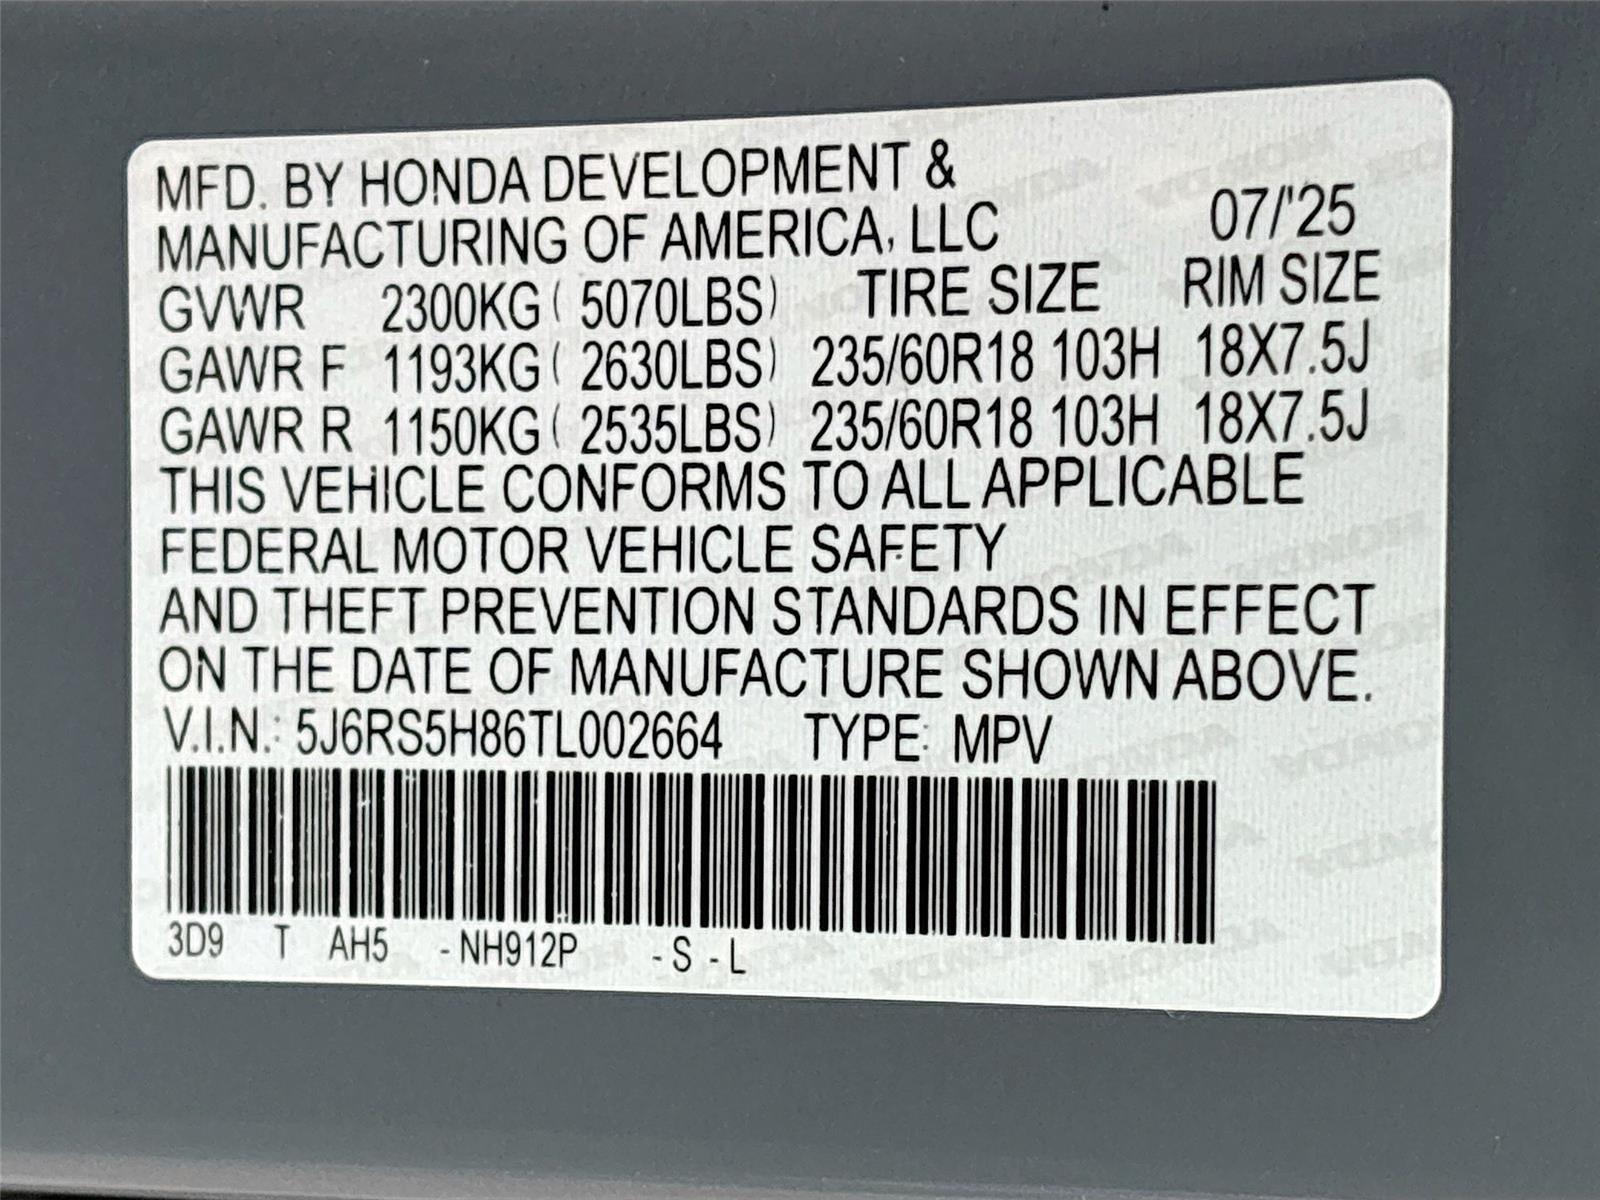 MFD. BY HONDA DEVELOPMENT &
MANUFACTURING OF AMERICA, LLC 07/'25
GVWR 2300KG ( 5070LBS) TIRE SIZE RIM SIZE
GAWR F 1193KG ( 2630LBS) 235/60R18 103H 18X7.5J
GAWR R 1150KG ( 2535LBS) 235/60R18 103H 18X7.5J
THIS VEHICLE CONFORMS TO ALL APPLICABLE
FEDERAL MOTOR VEHICLE SAFETY
AND THEFT PREVENTION STANDARDS IN EFFECT
ON THE DATE OF MANUFACTURE SHOWN ABOVE.
V.I.N.: 5J6RS5H86TL002664 TYPE: MPV
3D9 T AH5 -NH912P -S -L